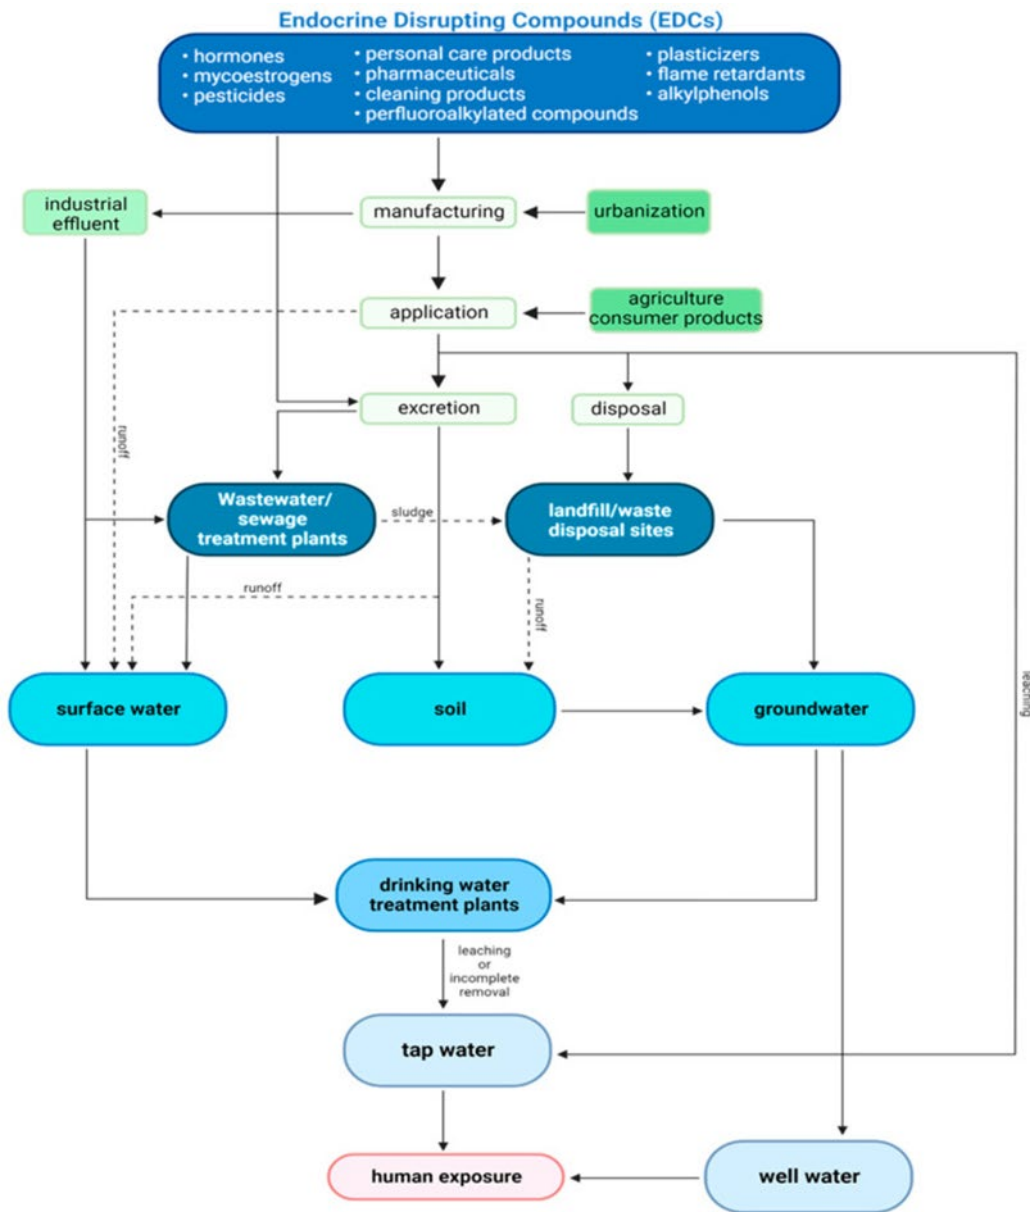 Endocrine Disrupting Compounds (EDCs)
• hormones
• mycoestrogens
• pesticides
• personal care products
• pharmaceuticals
• cleaning products
• perfluoroalkylated compounds
• plasticizers
• flame retardants
• alkylphenols
industrial
effluent
manufacturing
urbanization
application
agriculture
consumer products
excretion
disposal
runoff
Wastewater/
sewage
treatment plants
sludge
landfill/waste
disposal sites
runoff
runoff
leaching
surface water
soil
groundwater
drinking water
treatment plants
leaching
or
incomplete
removal
tap water
human exposure
well water